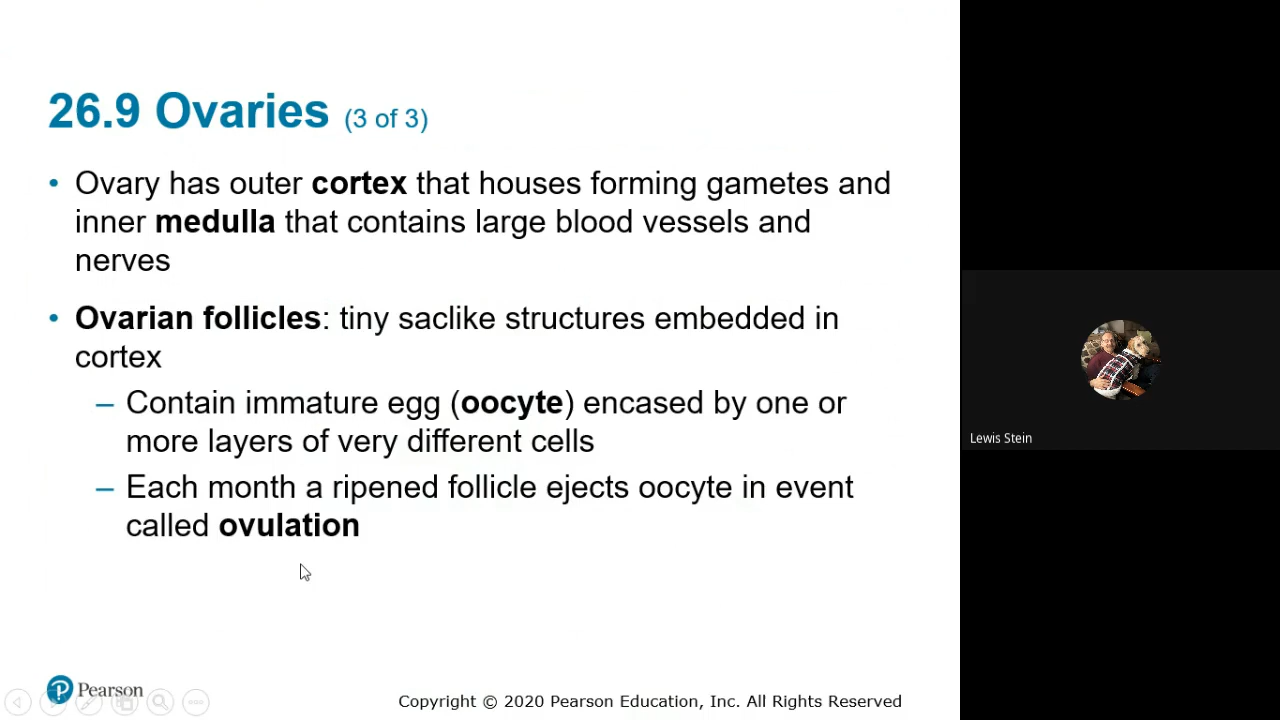 26.9 Ovaries (3 of 3)
• Ovary has outer cortex that houses forming gametes and
inner medulla that contains large blood vessels and
nerves
• Ovarian follicles: tiny saclike structures embedded in
cortex
– Contain immature egg (oocyte) encased by one or
more layers of very different cells
– Each month a ripened follicle ejects oocyte in event
called ovulation
Lewis Stein
P Pearson
Copyright © 2020 Pearson Education, Inc. All Rights Reserved